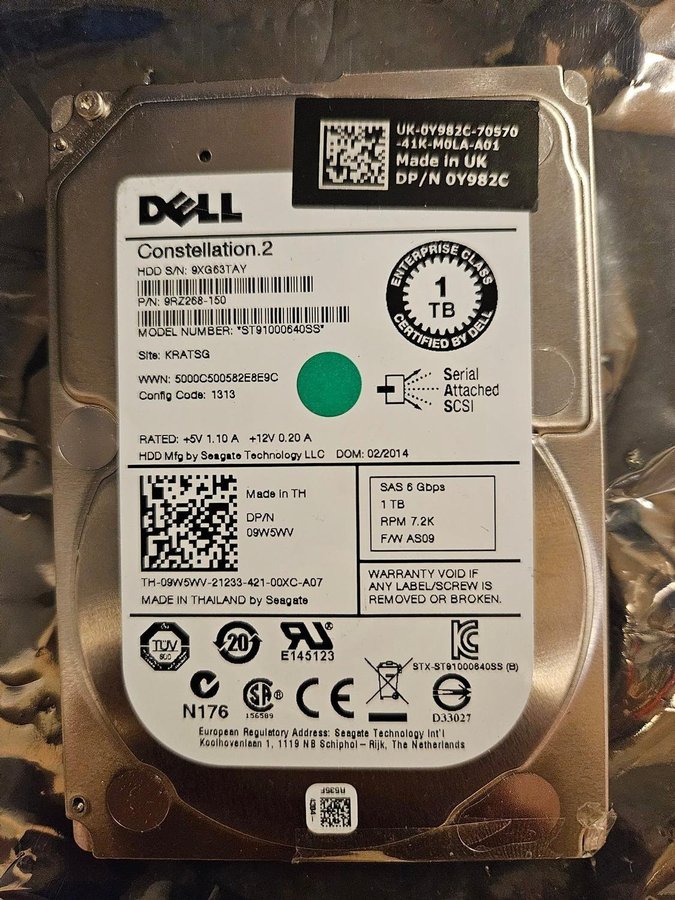 UK-0Y982C-70570
-41K-M0LA-A01
Made in UK
DP/N 0Y982C
DELL
Constellation.2
HDD S/N: 9XG63TAY
P/N: 9RZ268-150
MODEL NUMBER: "ST91000640SS"
ENTERPRISE CLASS
1
TB
CERTIFIED BY DELL
Site: KRATSG
WWN: 5000C500582E8E9C
Config Code: 1313
Serial
Attached
SCSI
RATED: +5V 1.10 A +12V 0.20 A
HDD Mfg by Seagate Technology LLC DOM: 02/2014
Made in TH
DP/N
09W5WV
TH-09W5WV-21233-421-00XC-A07
MADE IN THAILAND by Seagate
SAS 6 Gbps
1 TB
RPM 7.2K
F/W AS09
WARRANTY VOID IF
ANY LABEL/SCREW IS
REMOVED OR BROKEN.
TÜV
20
E145123
STX-ST91000640SS (B)
N176
SA
®
156589
CE
D33027
European Regulatory Address: Seagate Technology Int'l
Koolhovenlaan 1, 1119 NB Schiphol - Rijk, The Netherlands